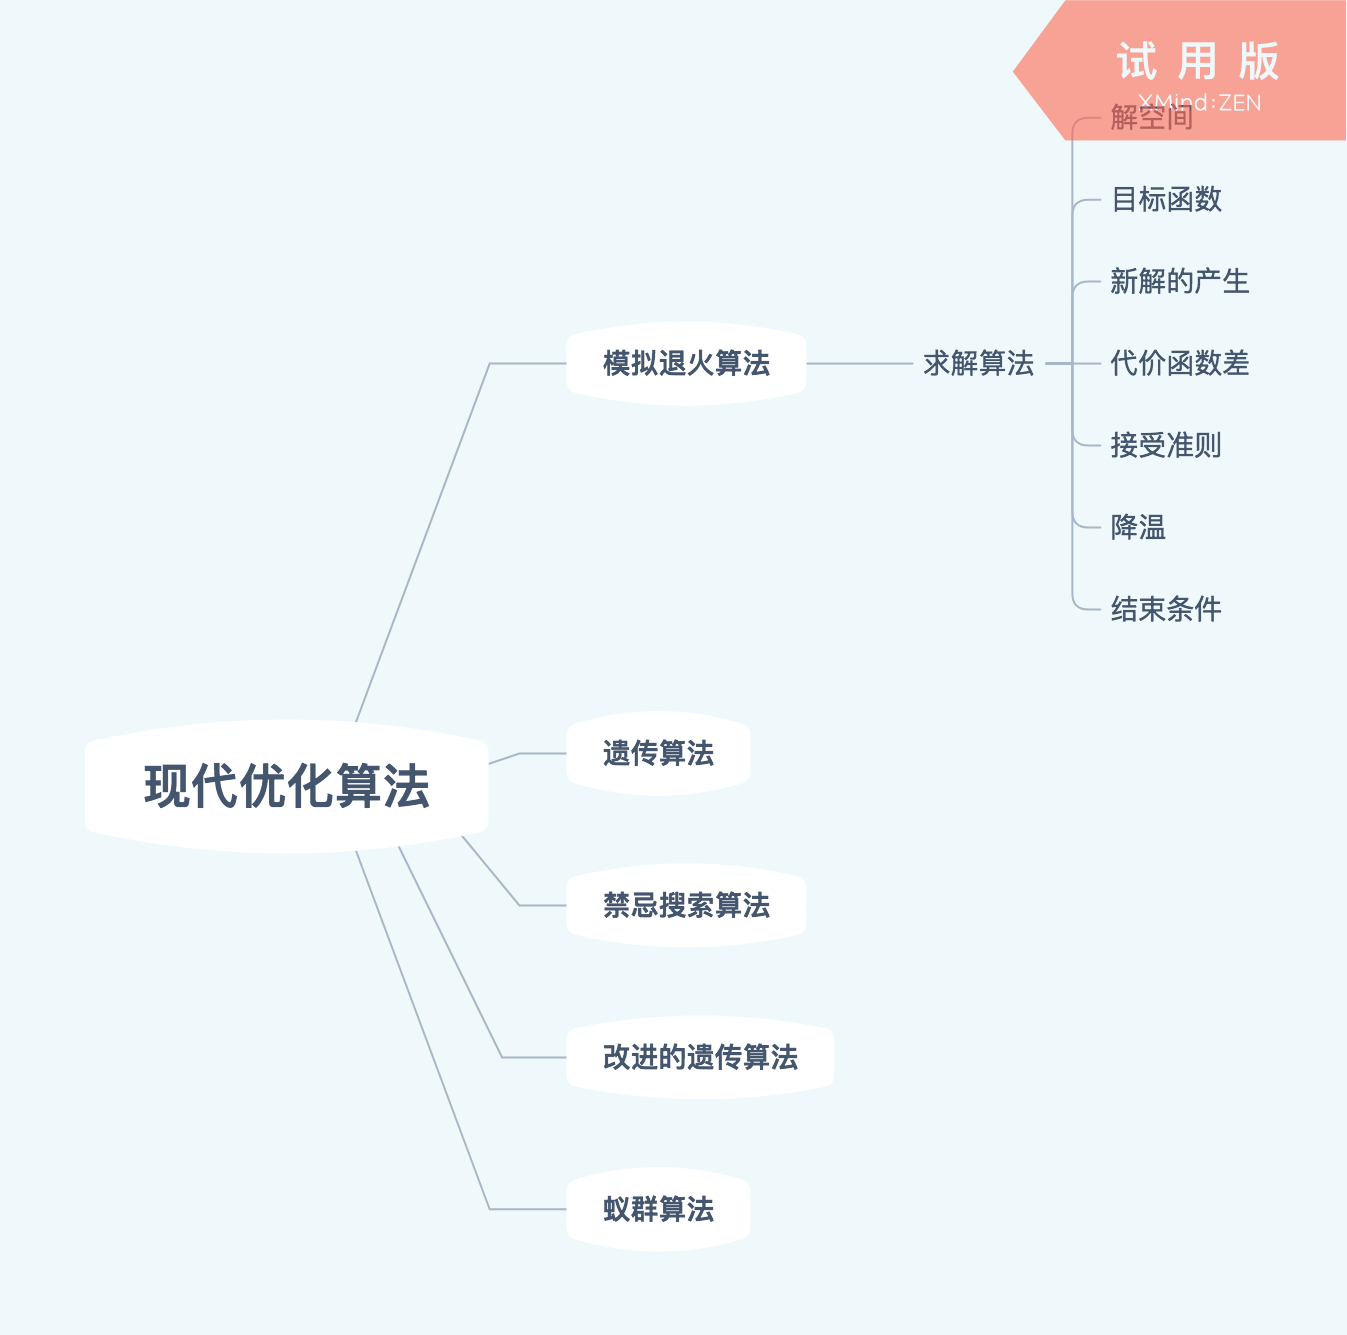 试用版
XMind:ZEN
解空间
目标函数
新解的产生
模拟退火算法
求解算法
代价函数差
接受准则
降温
结束条件
现代优化算法
遗传算法
禁忌搜索算法
改进的遗传算法
蚁群算法